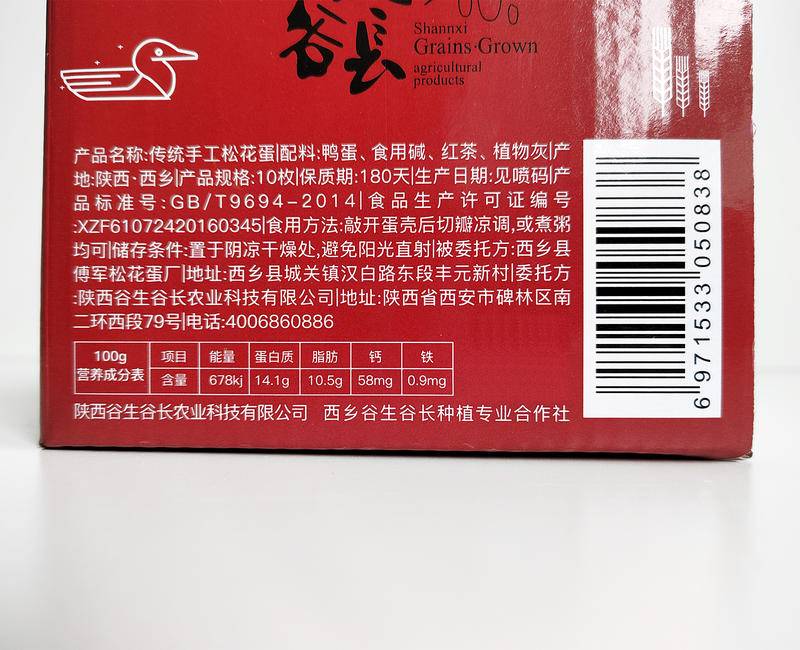 谷長
Shannxi
Grains·Grown
agricultural
products
产品名称:传统手工松花蛋|配料:鸭蛋、食用碱、红茶、植物灰|产
地:陕西·西乡|产品规格:10枚|保质期:180天|生产日期:见喷码|产
品标准号:GB/T9694-2014|食品生产许可证编号
:XZF61072420160345|食用方法:敲开蛋壳后切瓣凉调,或煮粥
均可|储存条件:置于阴凉干燥处,避免阳光直射|被委托方:西乡县
傅军松花蛋厂|地址:西乡县城关镇汉白路东段丰元新村|委托方
:陕西谷生谷长农业科技有限公司|地址:陕西省西安市碑林区南
二环西段79号|电话:4006860886
100g 项目 能量 蛋白质 脂肪 钙 铁
营养成分表 含量 678kj 14.1g 10.5g 58mg 0.9mg
陕西谷生谷长农业科技有限公司 西乡谷生谷长种植专业合作社
6 971533 050838